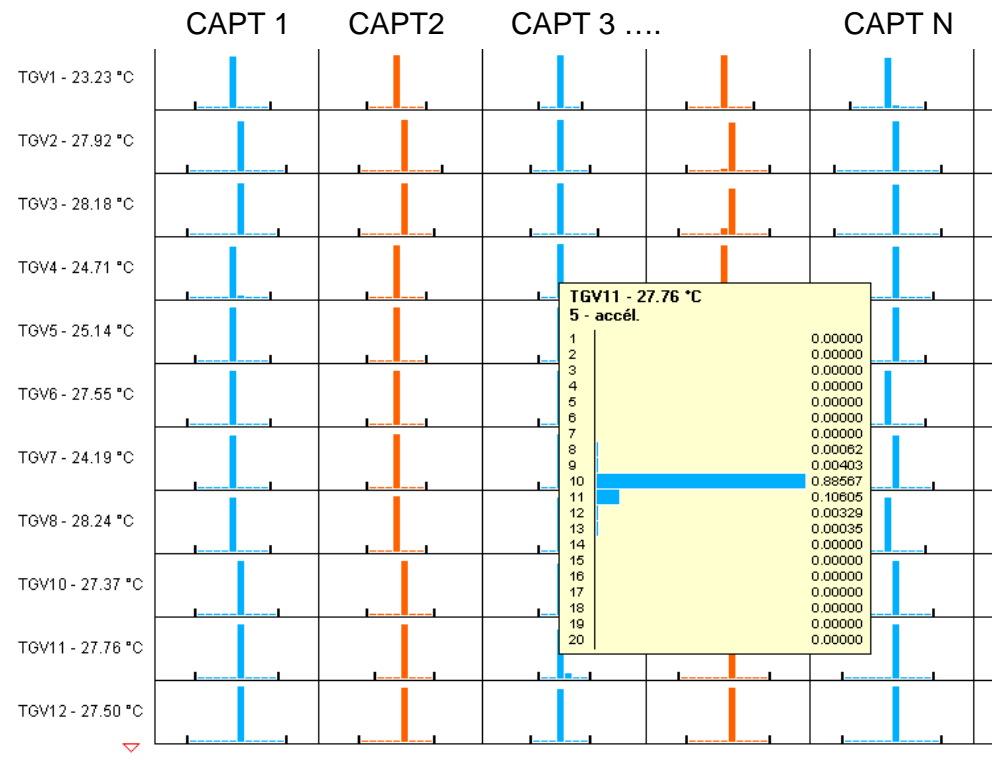 CAPT 1 CAPT2 CAPT 3 …. CAPT N
TGV1 - 23.23 °C
TGV2 - 27.92 °C
TGV3 - 28.18 °C
TGV4 - 24.71 °C
TGV5 - 25.14 °C
TGV6 - 27.55 °C
TGV7 - 24.19 °C
TGV8 - 28.24 °C
TGV10 - 27.37 °C
TGV11 - 27.76 °C
TGV12 - 27.50 °C
TGV11 - 27.76 °C
5 - accél.
1 0.00000
2 0.00000
3 0.00000
4 0.00000
5 0.00000
6 0.00000
7 0.00000
8 0.00062
9 0.00403
10 0.88567
11 0.10605
12 0.00329
13 0.00035
14 0.00000
15 0.00000
16 0.00000
17 0.00000
18 0.00000
19 0.00000
20 0.00000